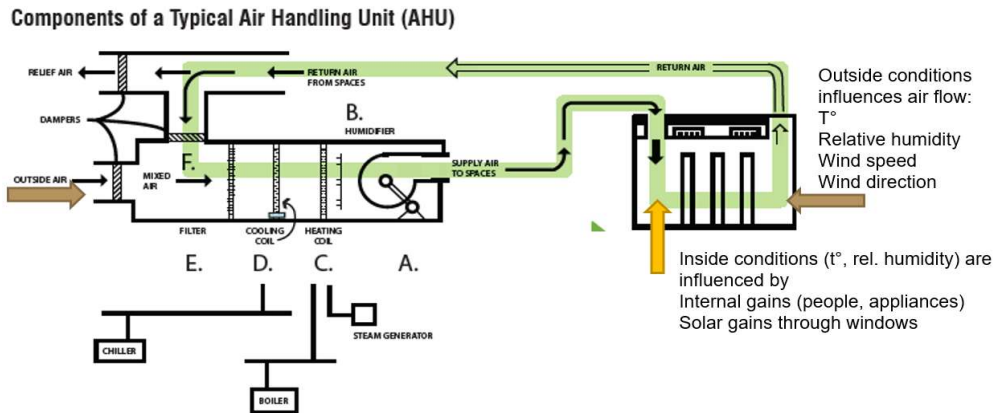 Components of a Typical Air Handling Unit (AHU)
RELIEF AIR
RETURN AIR
FROM SPACES
RETURN AIR
B.
HUMIDIFIER
DAMPERS
F.
OUTSIDE AIR
MIXED
AIR
SUPPLY AIR
TO SPACES
FILTER
COOLING
COIL
HEATING
COIL
E.
D.
C.
A.
STEAM GENERATOR
CHILLER
BOILER
Outside conditions
influences air flow:
T°
Relative humidity
Wind speed
Wind direction
Inside conditions (t°, rel. humidity) are
influenced by
Internal gains (people, appliances)
Solar gains through windows